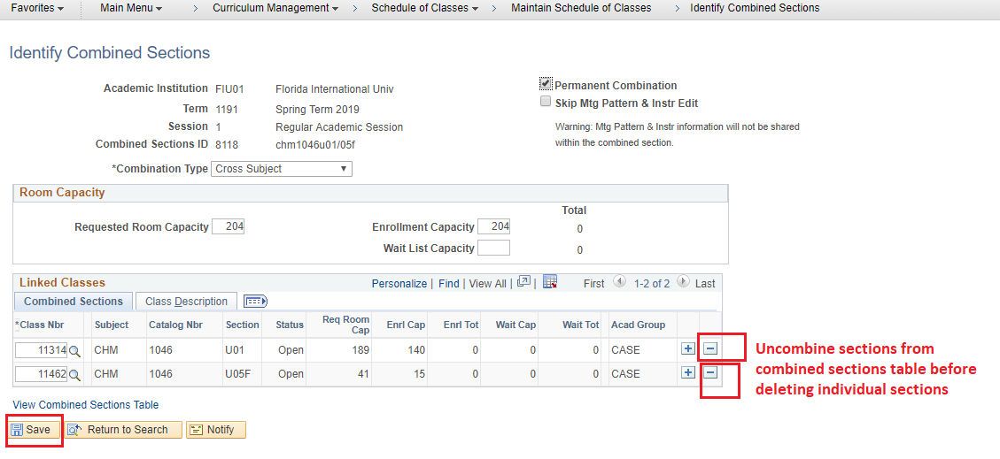 Favorites Main Menu > Curriculum Management > Schedule of Classes > Maintain Schedule of Classes > Identify Combined Sections
Identify Combined Sections
Academic Institution FIU01 Florida International Univ
Permanent Combination
Term 1191 Spring Term 2019
Skip Mtg Pattern & Instr Edit
Session 1 Regular Academic Session
Warning: Mtg Pattern & Instr information will not be shared
within the combined section.
Combined Sections ID 8118 chm1046u01/05f
*Combination Type Cross Subject
Room Capacity
Total
Requested Room Capacity 204 Enrollment Capacity 204 0
Wait List Capacity 0
Linked Classes Personalize | Find | View All | | First 1-2 of 2 Last
Combined Sections Class Description
*Class Nbr Subject Catalog Nbr Section Status Req Room Cap Enrl Cap Enrl Tot Wait Cap Wait Tot Acad Group
11314 CHM 1046 U01 Open 189 140 0 0 0 CASE
11462 CHM 1046 U05F Open 41 15 0 0 0 CASE
Uncombine sections from
combined sections table before
deleting individual sections
View Combined Sections Table
Save Return to Search Notify